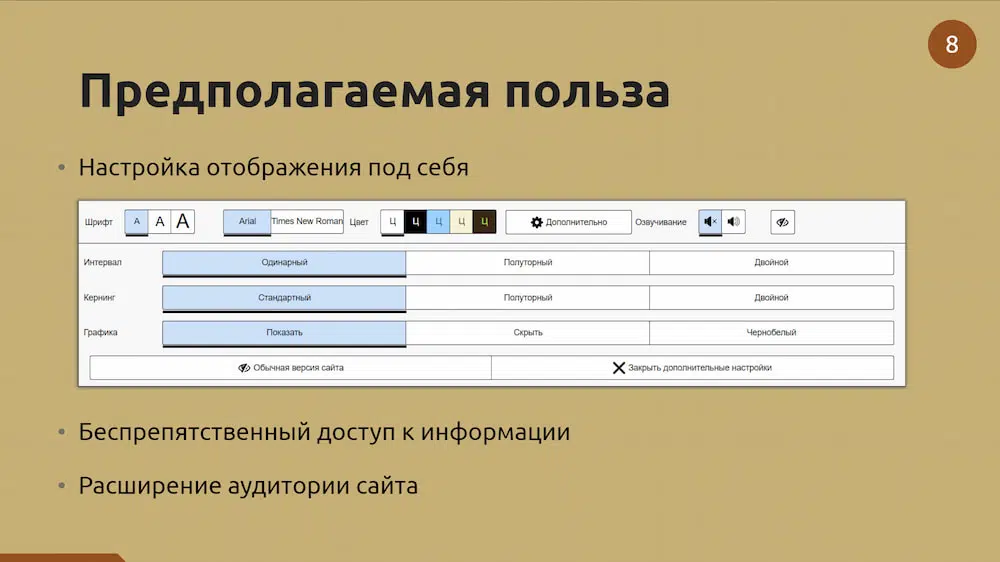 8
Предполагаемая польза
• Настройка отображения под себя
Шрифт А А А Arial Times New Roman Цвет Ц Ц Ц Ц Ц Дополнительно Озвучивание
Интервал Одинарный Полуторный Двойной
Кернинг Стандартный Полуторный Двойной
Графика Показать Скрыть Чернобелый
Обычная версия сайта Закрыть дополнительные настройки
• Беспрепятственный доступ к информации
• Расширение аудитории сайта